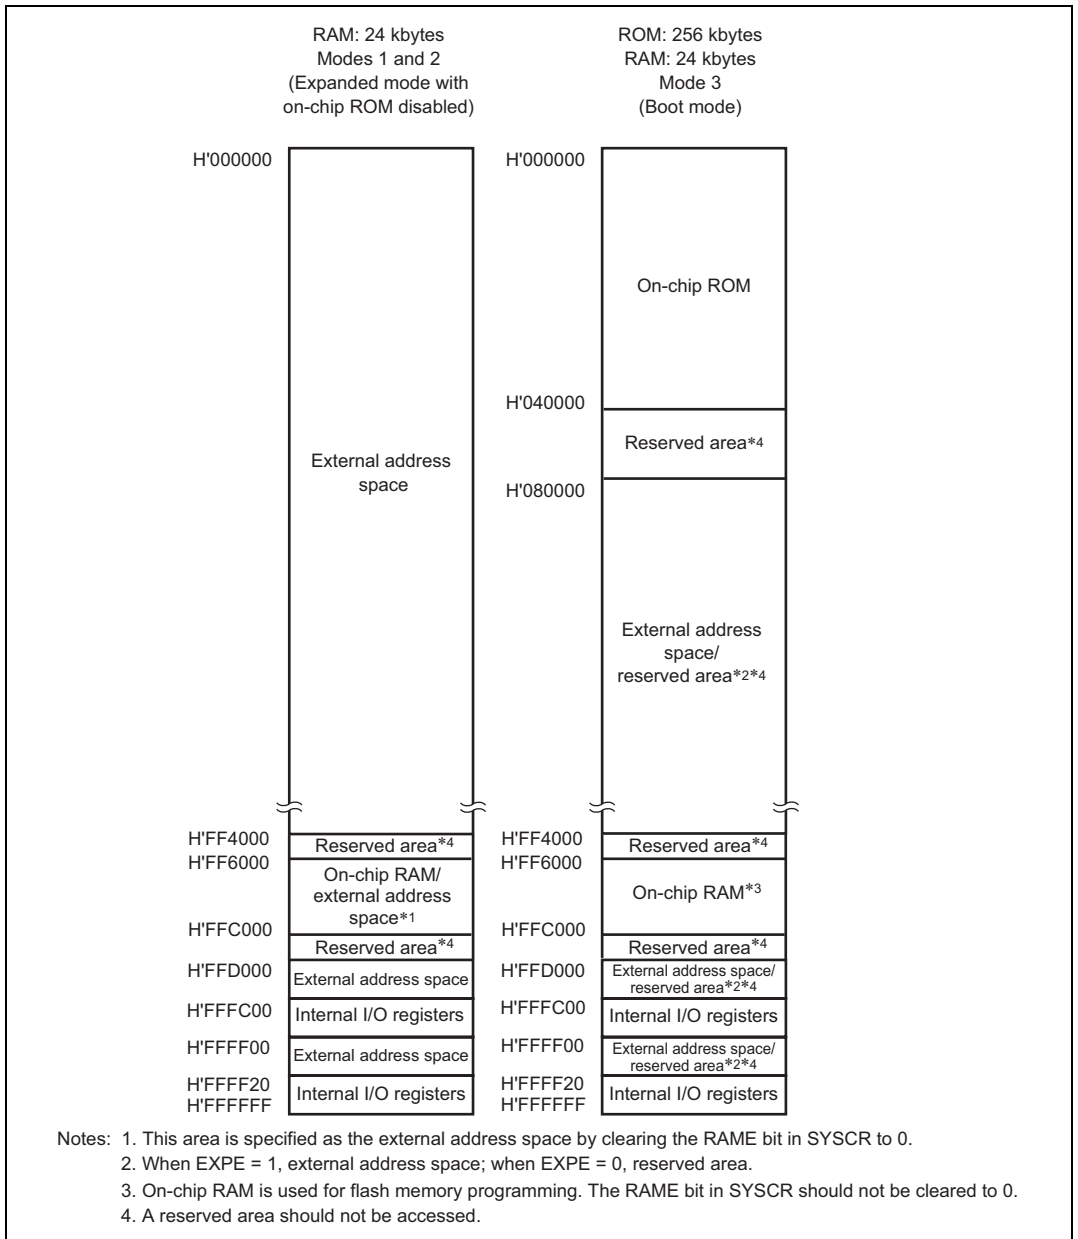 RAM: 24 kbytes
Modes 1 and 2
(Expanded mode with
on-chip ROM disabled)
H'000000
External address
space
H'FF4000
Reserved area*4
H'FF6000
On-chip RAM/
external address
space*1
H'FFC000
Reserved area*4
H'FFD000
External address space
H'FFFC00
Internal I/O registers
H'FFFF00
External address space
H'FFFF20
Internal I/O registers
H'FFFFFF
ROM: 256 kbytes
RAM: 24 kbytes
Mode 3
(Boot mode)
H'000000
On-chip ROM
H'040000
Reserved area*4
H'080000
External address
space/
reserved area*2*4
H'FF4000
Reserved area*4
H'FF6000
On-chip RAM*3
H'FFC000
Reserved area*4
H'FFD000
External address space/
reserved area*2*4
H'FFFC00
Internal I/O registers
H'FFFF00
External address space/
reserved area*2*4
H'FFFF20
Internal I/O registers
H'FFFFFF
Notes: 1. This area is specified as the external address space by clearing the RAME bit in SYSCR to 0.
2. When EXPE = 1, external address space; when EXPE = 0, reserved area.
3. On-chip RAM is used for flash memory programming. The RAME bit in SYSCR should not be cleared to 0.
4. A reserved area should not be accessed.